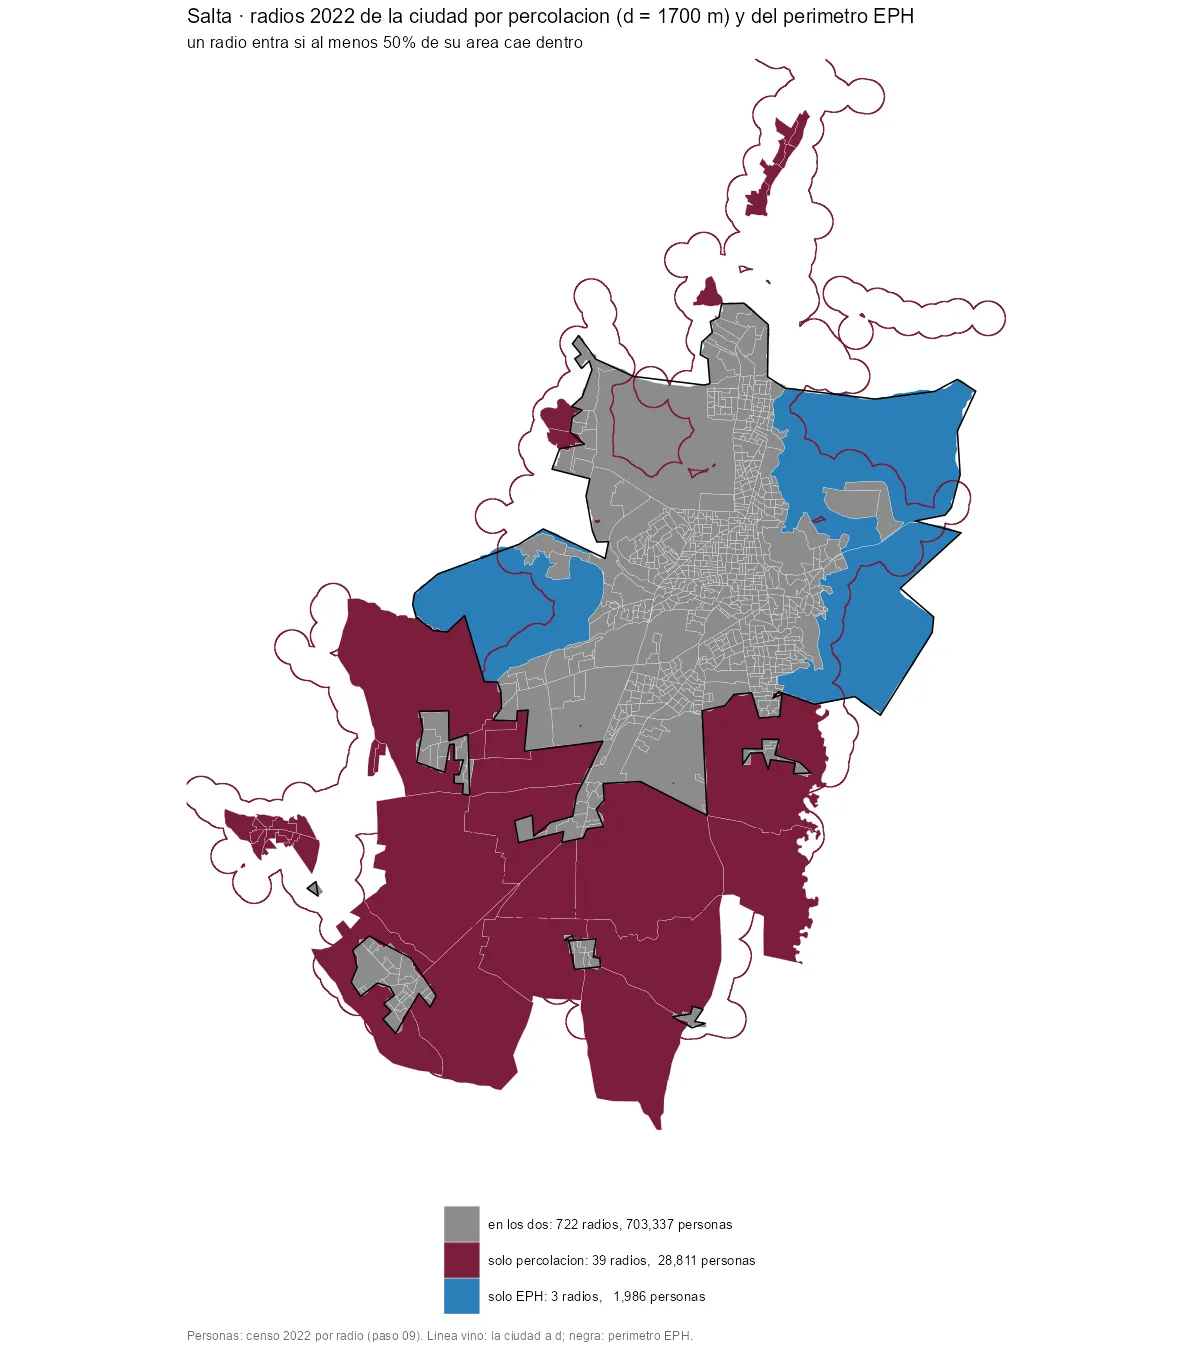 Salta · radios 2022 de la ciudad por percolacion (d = 1700 m) y del perimetro EPH
un radio entra si al menos 50% de su area cae dentro
en los dos: 722 radios, 703,337 personas
solo percolacion: 39 radios,  28,811 personas
solo EPH: 3 radios,   1,986 personas
Personas: censo 2022 por radio (paso 09). Linea vino: la ciudad a d; negra: perimetro EPH.